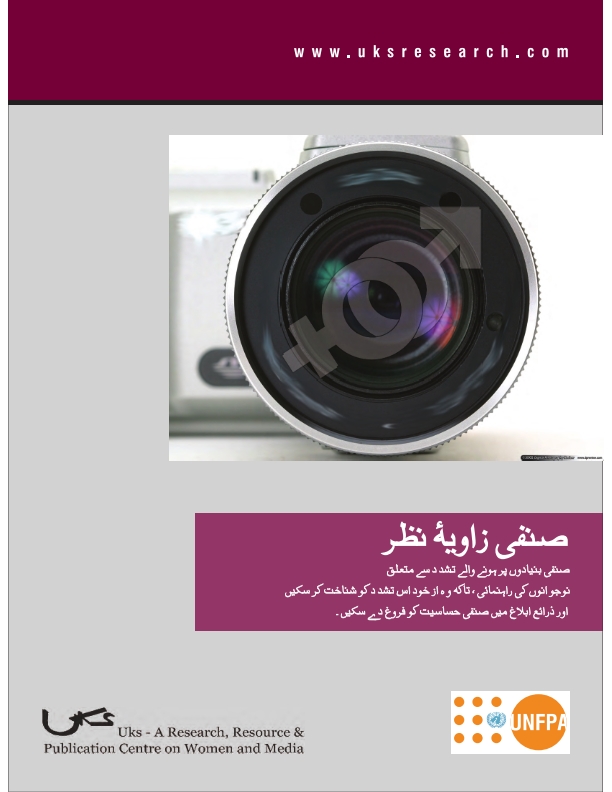 www.uksresearch.com
صنفی زاویۂ نظر
صنفی بنیادوں پر ہونے والے تشدد سے متعلق
نوجوانوں کی راہنمائی، تاکہ وہ از خود اس تشدد کو شناخت کر سکیں
اور ذرائع ابلاغ میں صنفی حساسیت کو فروغ دے سکیں۔
Uks
Uks - A Research, Resource &
Publication Centre on Women and Media
UNFPA